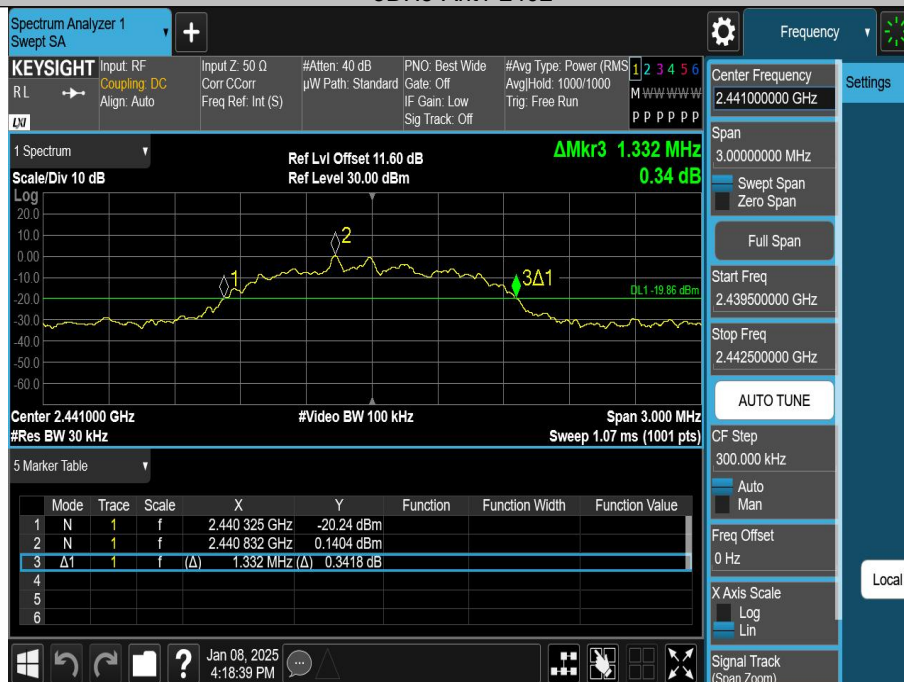 Spectrum Analyzer 1
Swept SA
+
Frequency
KEYSIGHT
RL
LXI
Input: RF
Coupling: DC
Align: Auto
Input Z: 50 Ω
Corr CCorr
Freq Ref: Int (S)
#Atten: 40 dB
µW Path: Standard
PNO: Best Wide
Gate: Off
IF Gain: Low
Sig Track: Off
#Avg Type: Power (RMS
Avg|Hold: 1000/1000
Trig: Free Run
1 2 3 4 5 6
M W W W W W
P P P P P P
1 Spectrum
Scale/Div 10 dB
Ref Lvl Offset 11.60 dB
Ref Level 30.00 dBm
ΔMkr3 1.332 MHz
0.34 dB
Log
20.0
10.0
0.00
-10.0
-20.0
-30.0
-40.0
-50.0
-60.0
1
2
3Δ1
DL1 -19.86 dBm
Center 2.441000 GHz
#Video BW 100 kHz
Span 3.000 MHz
#Res BW 30 kHz
Sweep 1.07 ms (1001 pts)
5 Marker Table
Mode Trace Scale X Y Function Function Width Function Value
1 N 1 f 2.440 325 GHz -20.24 dBm
2 N 1 f 2.440 832 GHz 0.1404 dBm
3 Δ1 1 f (Δ) 1.332 MHz (Δ) 0.3418 dB
4
5
6
?
Jan 08, 2025
4:18:39 PM
Center Frequency
2.441000000 GHz
Span
3.00000000 MHz
Swept Span
Zero Span
Full Span
Start Freq
2.439500000 GHz
Stop Freq
2.442500000 GHz
AUTO TUNE
CF Step
300.000 kHz
Auto
Man
Freq Offset
0 Hz
X Axis Scale
Log
Lin
Signal Track
(Span Zoom)
Settings
Local